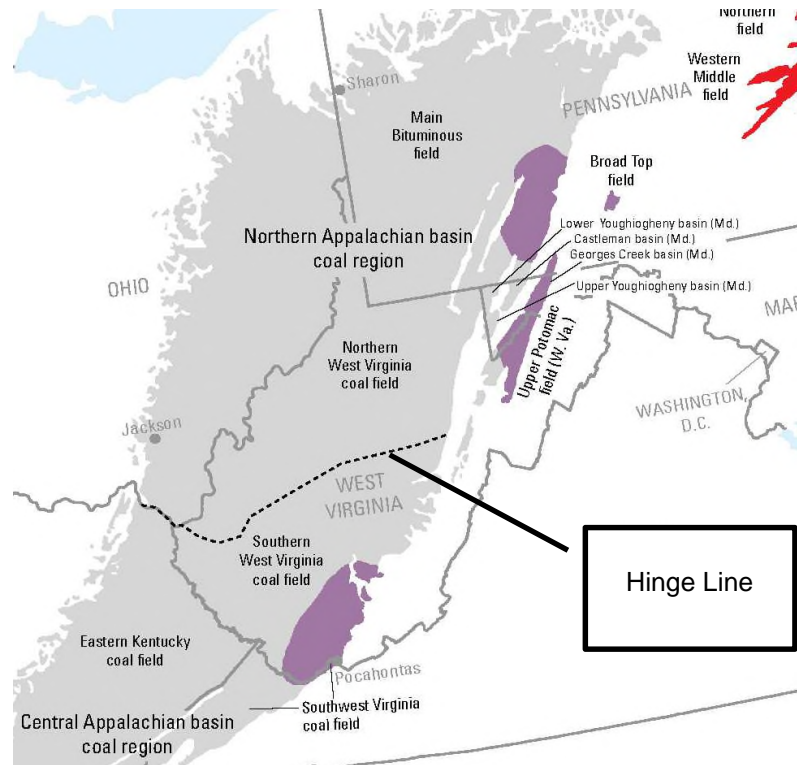 Northern
field
Western
Middle
field
Sharon
PENNSYLVANIA
Main
Bituminous
field
Broad Top
field
Lower Youghiogheny basin (Md.)
Castleman basin (Md.)
Georges Creek basin (Md.)
Upper Youghiogheny basin (Md.)
Northern Appalachian basin
coal region
OHIO
MAR
Upper Potomac
field (W. Va.)
Northern
West Virginia
coal field
WASHINGTON,
D.C.
Jackson
WEST
VIRGINIA
Hinge Line
Southern
West Virginia
coal field
Eastern Kentucky
coal field
Pocahontas
Southwest Virginia
coal field
Central Appalachian basin
coal region